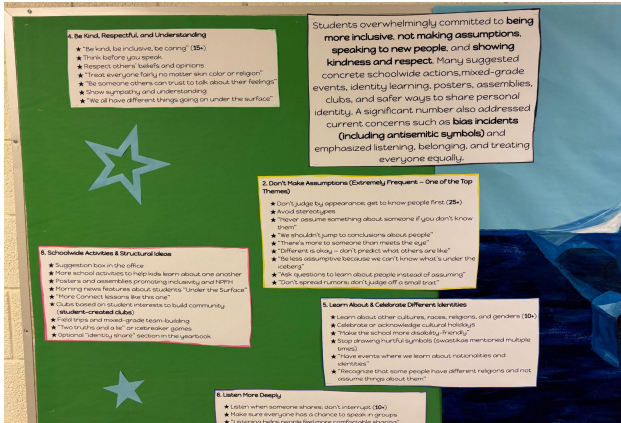 4. Be Kind, Respectful, and Understanding
★ "Be kind, be inclusive, be caring" (15+)
★ Think before you speak
★ Respect others' beliefs and opinions
★ "Treat everyone fairly no matter skin color or religion"
★ "Be someone others can trust to talk about their feelings"
★ Show sympathy and understanding
★ "We all have different things going on under the surface"
Students overwhelmingly committed to being
more inclusive, not making assumptions,
speaking to new people, and showing
kindness and respect. Many suggested
concrete schoolwide actions,mixed-grade
events, identity learning, posters, assemblies,
clubs, and safer ways to share personal
identity. A significant number also addressed
current concerns such as bias incidents
(including antisemitic symbols) and
emphasized listening, belonging, and treating
everyone equally.
2. Don't Make Assumptions (Extremely Frequent – One of the Top
Themes)
★ Don't judge by appearance; get to know people first (25+)
★ Avoid stereotypes
★ "Never assume something about someone if you don't know
them"
★ "We shouldn't jump to conclusions about people"
★ "There's more to someone than meets the eye"
★ "Different is okay – don't predict what others are like"
★ "Be less assumptive because we can't know what's under the
iceberg"
★ "Ask questions to learn about people instead of assuming"
★ "Don't spread rumors; don't judge off a small trait"
8. Schoolwide Activities & Structural Ideas
★ Suggestion box in the office
★ More school activities to help kids learn about one another
★ Posters and assemblies promoting inclusivity and NPFH
★ Morning news features about students "Under the Surface"
★ "More Connect lessons like this one"
★ Clubs based on student interests to build community
(student-created clubs)
★ Field trips and mixed-grade team-building
★ "Two truths and a lie" or icebreaker games
★ Optional "identity share" section in the yearbook
5. Learn About & Celebrate Different Identities
★ Learn about other cultures, races, religions, and genders (10+)
★ Celebrate or acknowledge cultural holidays
★ "Make the school more disability-friendly"
★ Stop drawing hurtful symbols (swastikas mentioned multiple
times)
★ "Have events where we learn about nationalities and
identities"
★ "Recognize that some people have different religions and not
assume things about them"
6. Listen More Deeply
★ Listen when someone shares; don't interrupt (10+)
★ Make sure everyone has a chance to speak in groups
★ "Listening helps people feel more comfortable sharing"